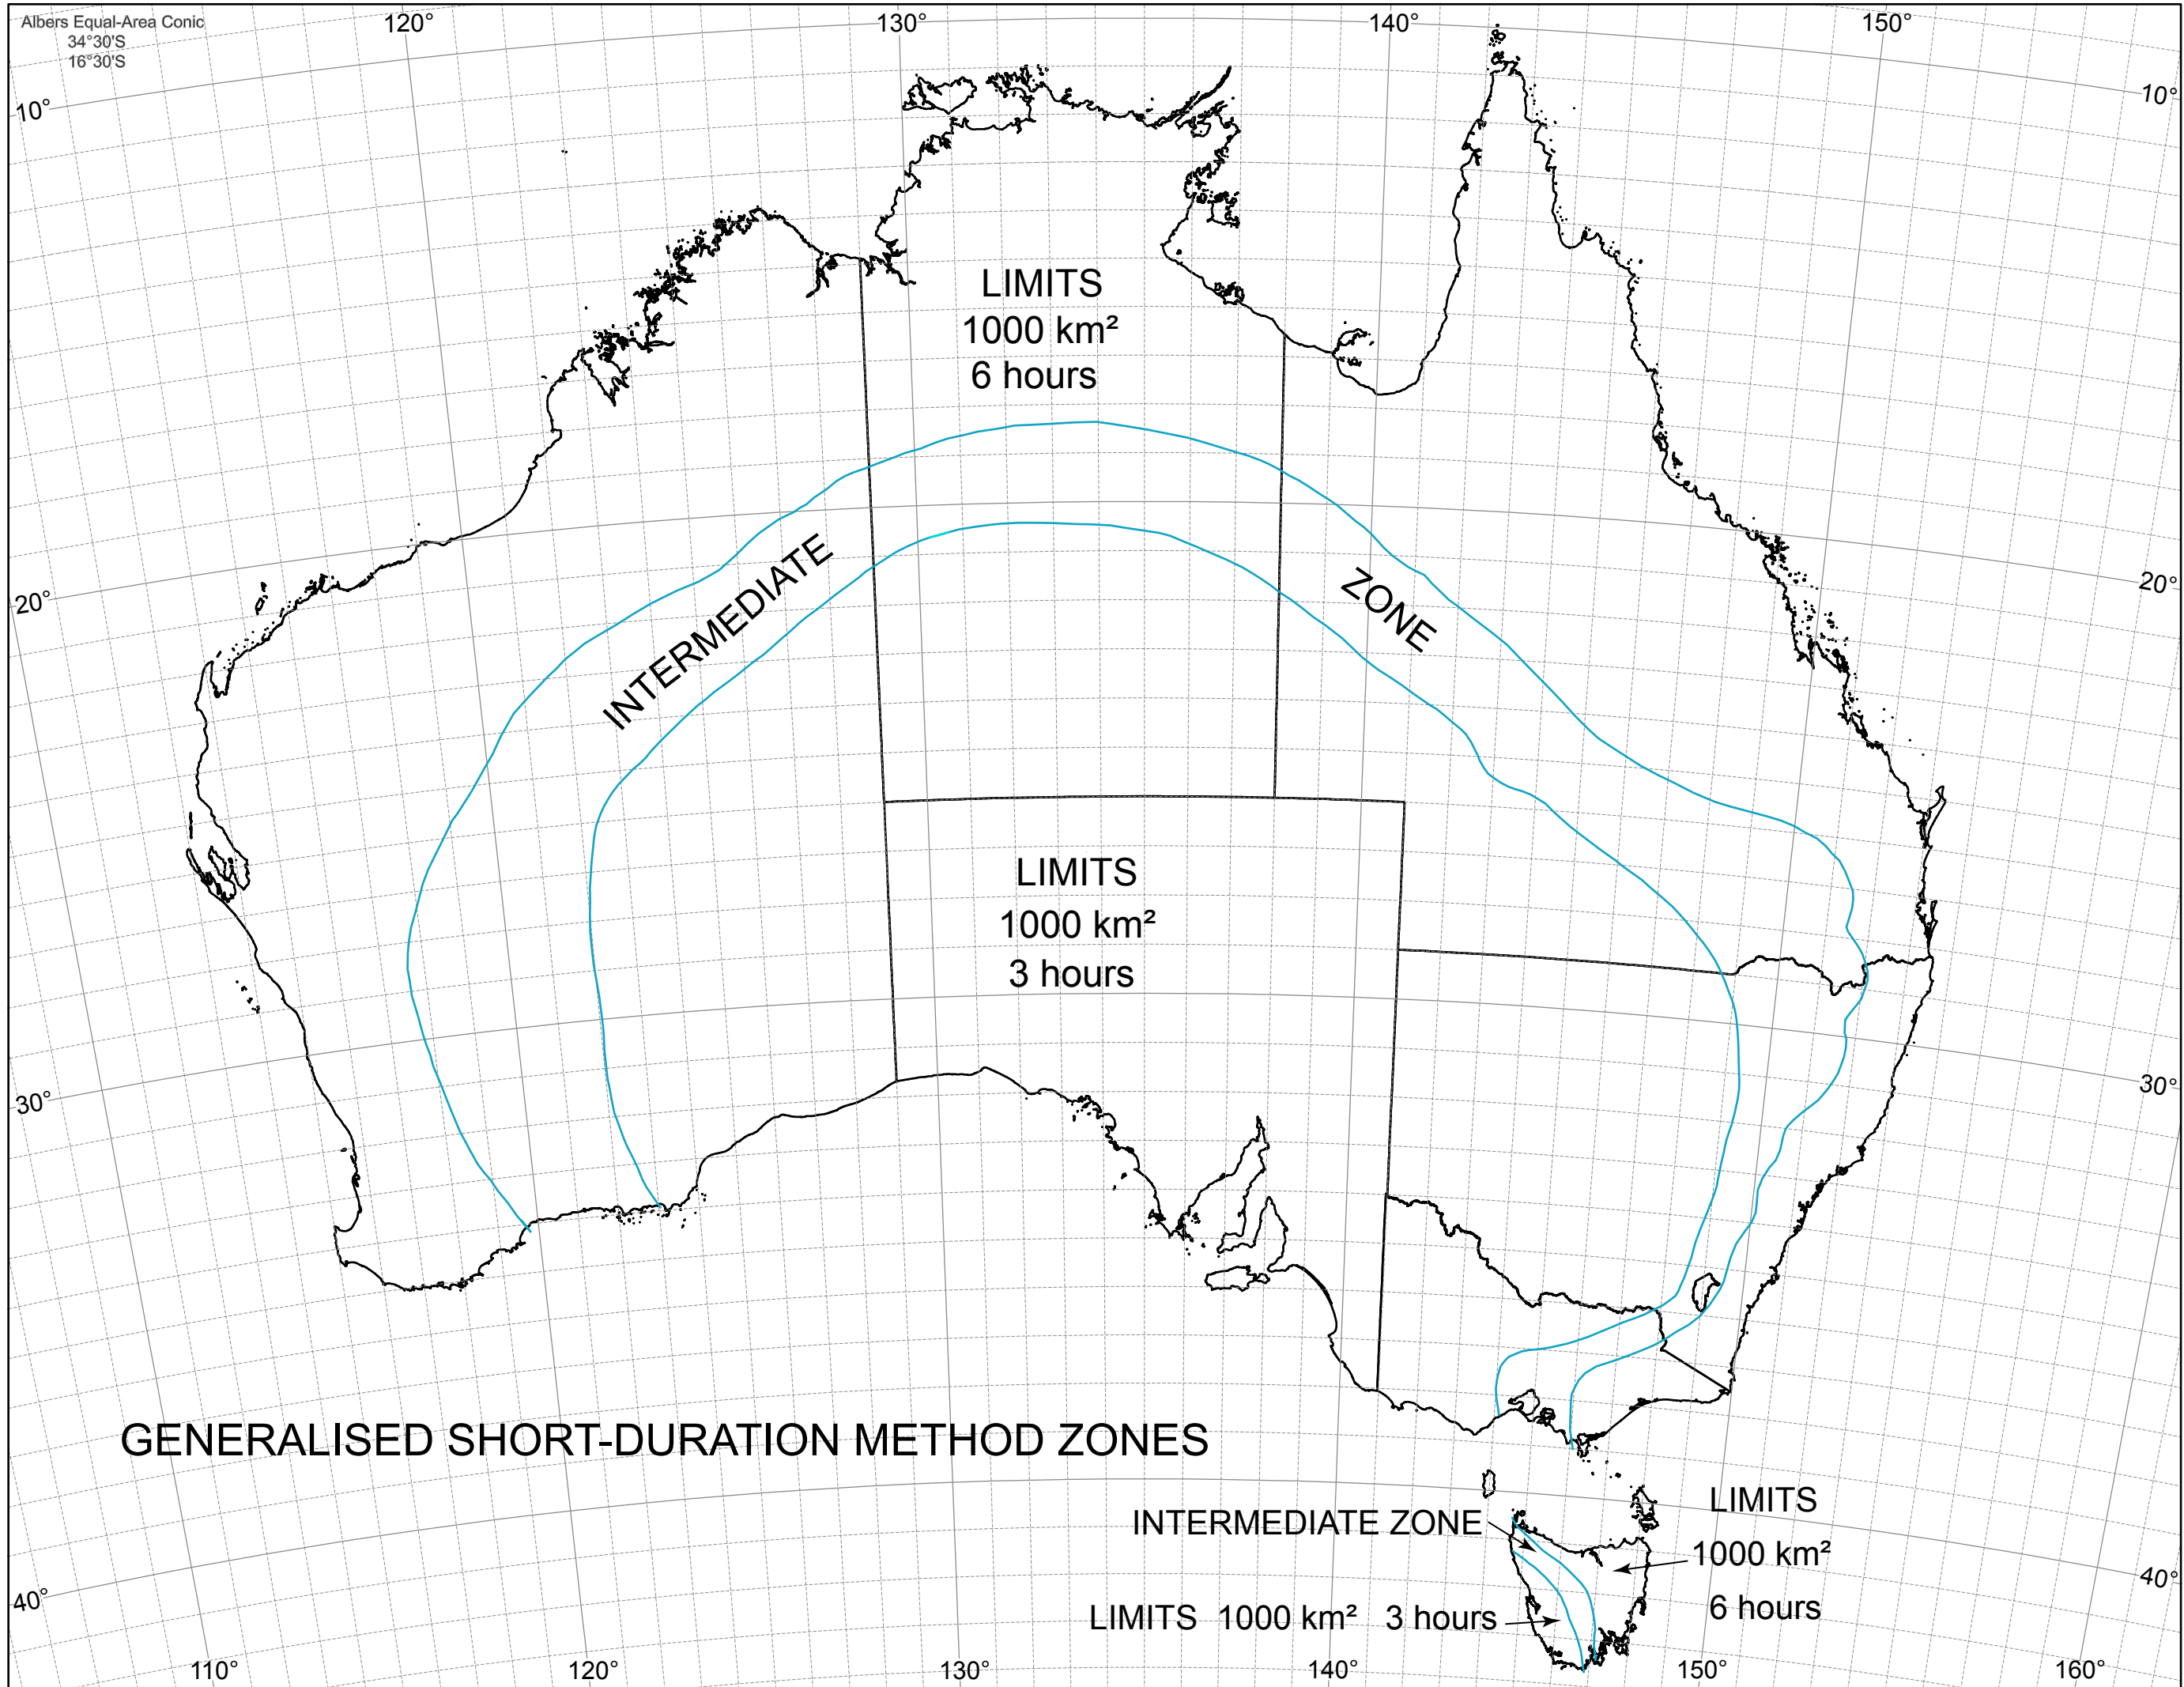 Albers Equal-Area Conic
34°30'S
16°30'S
120°
130°
140°
150°
10°
10°
LIMITS
1000 km²
6 hours
INTERMEDIATE
ZONE
20°
20°
LIMITS
1000 km²
3 hours
30°
30°
GENERALISED SHORT-DURATION METHOD ZONES
INTERMEDIATE ZONE
LIMITS
1000 km²
6 hours
LIMITS 1000 km² 3 hours
40°
40°
110°
120°
130°
140°
150°
160°